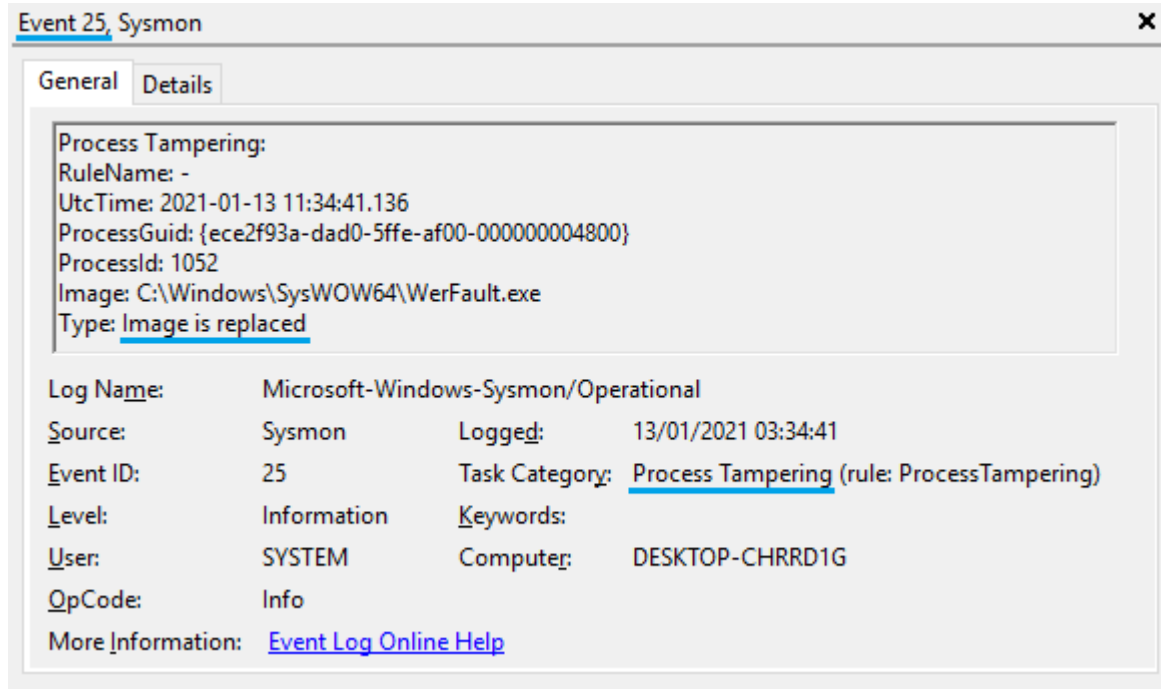 Event 25, Sysmon
General Details
Process Tampering:
RuleName: -
UtcTime: 2021-01-13 11:34:41.136
ProcessGuid: {ece2f93a-dad0-5ffe-af00-000000004800}
ProcessId: 1052
Image: C:\Windows\SysWOW64\WerFault.exe
Type: Image is replaced
Log Name: Microsoft-Windows-Sysmon/Operational
Source: Sysmon Logged: 13/01/2021 03:34:41
Event ID: 25 Task Category: Process Tampering (rule: ProcessTampering)
Level: Information Keywords:
User: SYSTEM Computer: DESKTOP-CHRRD1G
OpCode: Info
More Information: Event Log Online Help